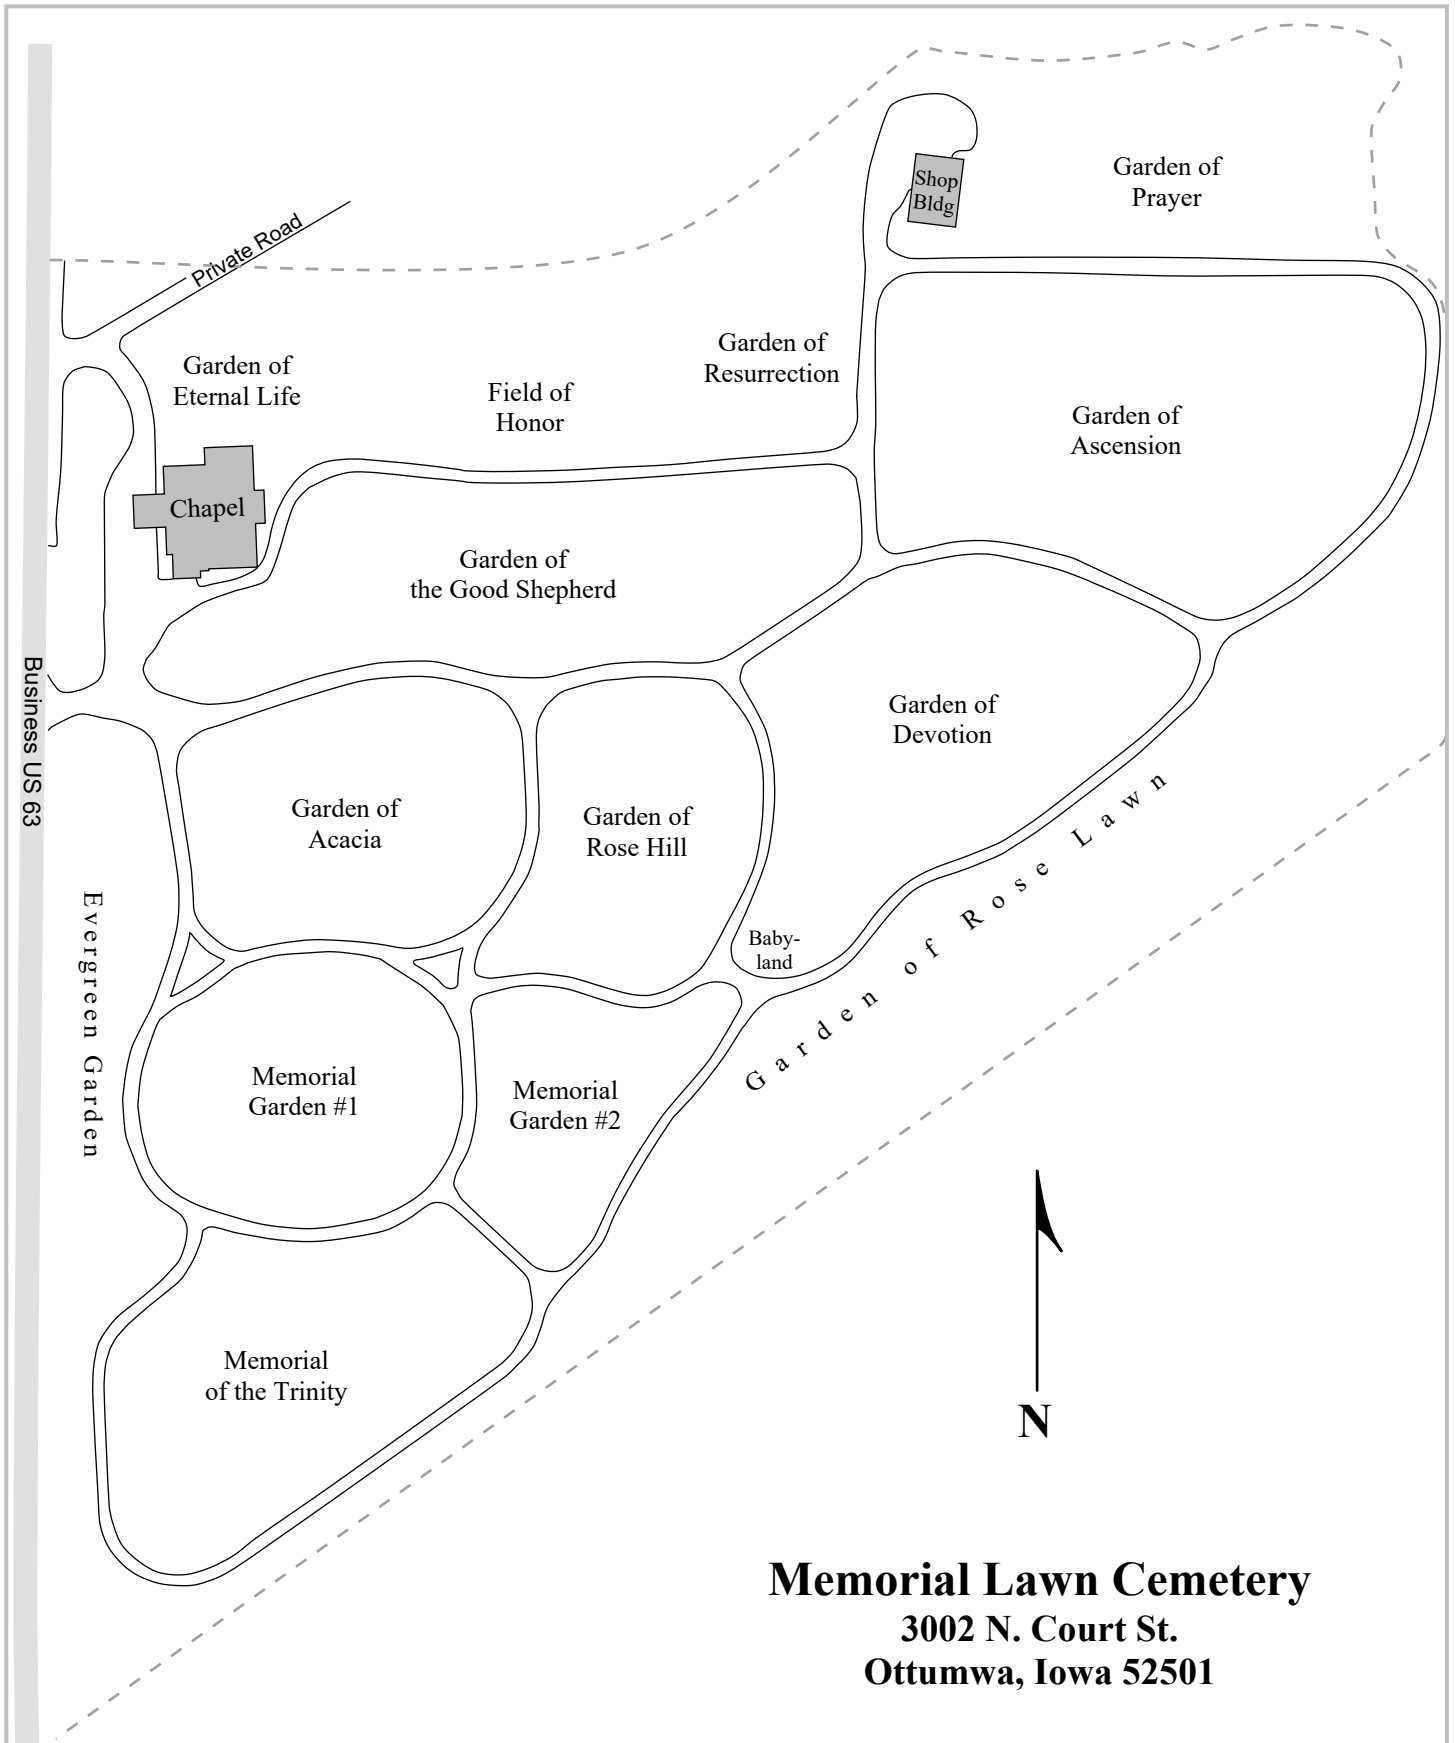 Shop
Bldg
Garden of
Prayer
Private Road
Garden of
Eternal Life
Field of
Honor
Garden of
Resurrection
Garden of
Ascension
Chapel
Garden of
the Good Shepherd
Business US 63
Garden of
Devotion
Garden of
Acacia
Garden of
Rose Hill
Evergreen Garden
Baby-
land
Garden of Rose Lawn
Memorial
Garden #1
Memorial
Garden #2
Memorial
of the Trinity
N
Memorial Lawn Cemetery
3002 N. Court St.
Ottumwa, Iowa 52501